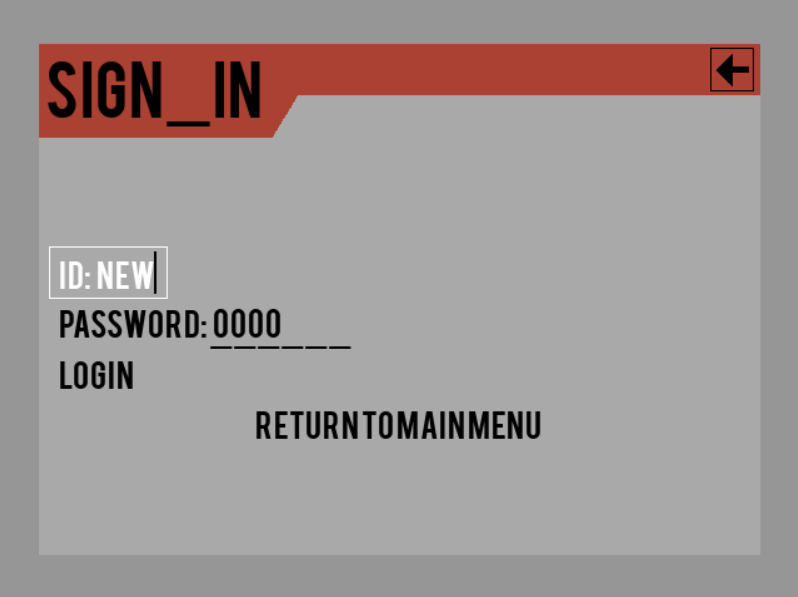 SIGN_IN
ID: NEW
PASSWORD: 0000
LOGIN
RETURNTOMAINMENU